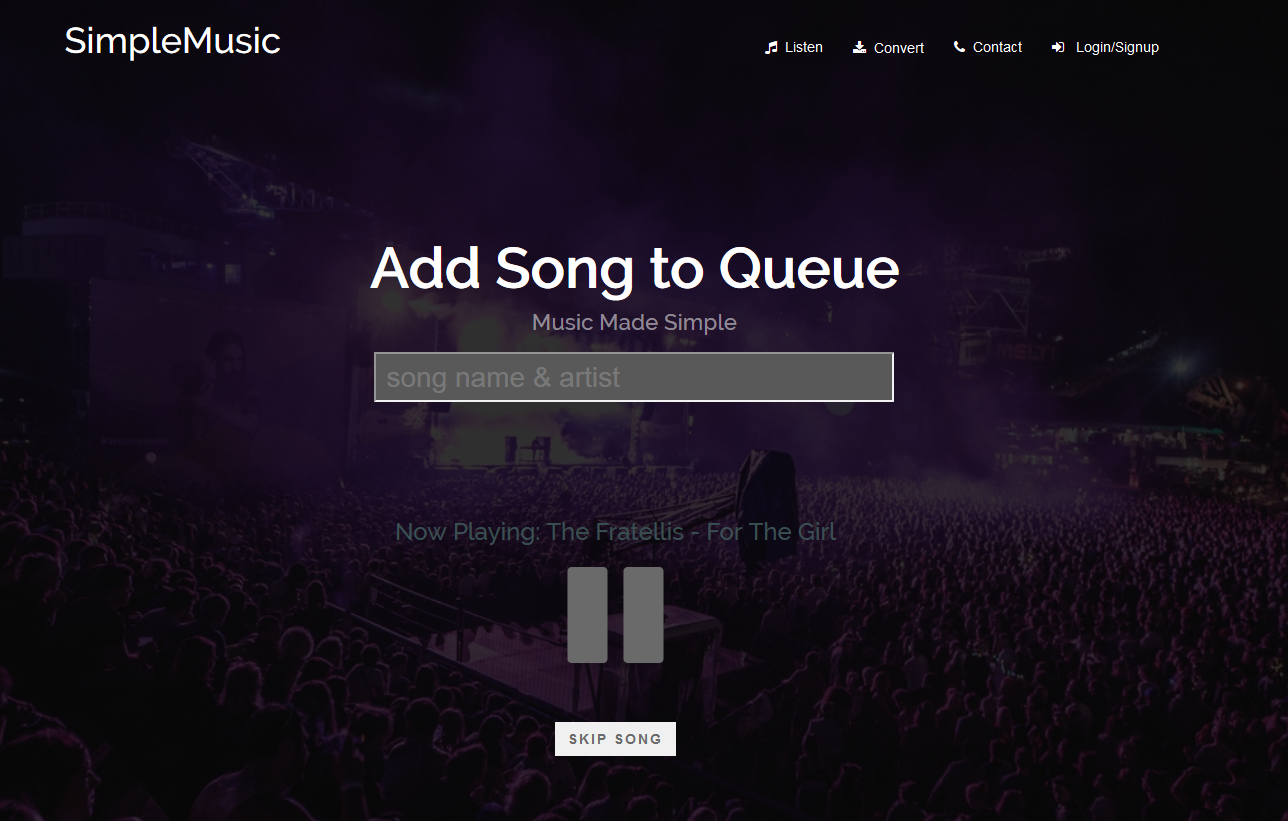 SimpleMusic
Listen
Convert
Contact
Login/Signup
Add Song to Queue
Music Made Simple
song name & artist
Now Playing: The Fratellis - For The Girl
SKIP SONG